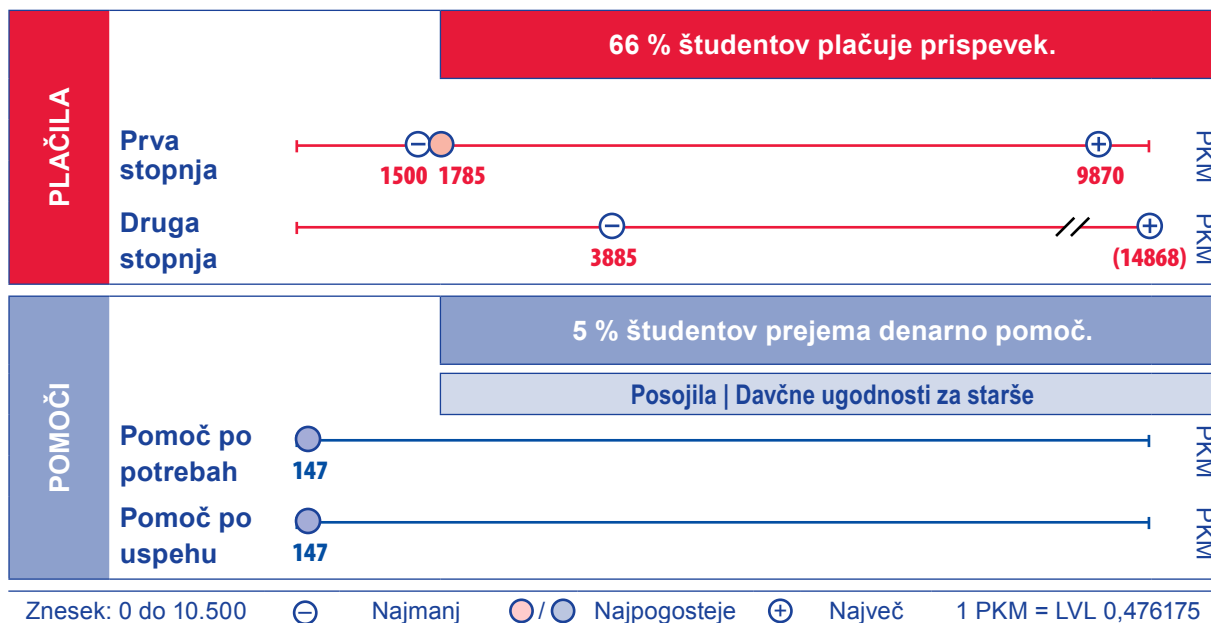 66 % študentov plačuje prispevek.
PLAČILA
Prva
stopnja
1500 1785 9870
PKM
Druga
stopnja
3885 (14868)
PKM
5 % študentov prejema denarno pomoč.
Posojila | Davčne ugodnosti za starše
POMOČI
Pomoč po
potrebah
147
PKM
Pomoč po
uspehu
147
PKM
Znesek: 0 do 10.500 Najmanj / Najpogosteje Največ 1 PKM = LVL 0,476175